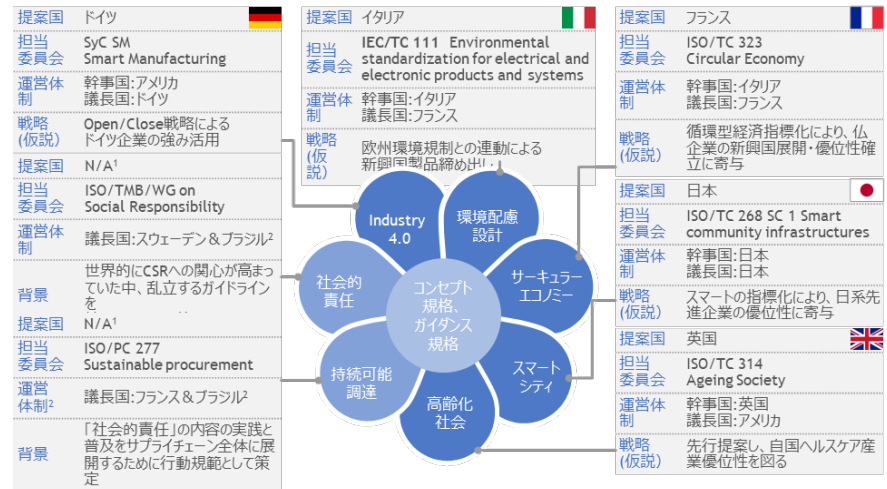 提案国 ドイツ
担当
委員会
SyC SM
Smart Manufacturing
運営体
制
幹事国:アメリカ
議長国:ドイツ
戦略
(仮説)
Open/Close戦略による
ドイツ企業の強み活用
提案国 N/A¹
担当
委員会
ISO/TMB/WG on
Social Responsibility
運営体
制
議長国:スウェーデン＆ブラジル²
背景
世界的にCSRへの関心が高まっ
ていた中、乱立するガイドライン
を
提案国 N/A¹
担当
委員会
ISO/PC 277
Sustainable procurement
運営
体制²
議長国:フランス＆ブラジル²
背景
「社会的責任」の内容の実践と
普及をサプライチェーン全体に展
開するために行動規範として策
定
提案国 イタリア
担当
委員会
IEC/TC 111 Environmental
standardization for electrical and
electronic products and systems
運営体
制
幹事国:イタリア
議長国:フランス
戦略
(仮
説)
欧州環境規制との連動による
新興国製品締め出し
Industry
4.0
環境配慮
設計
社会的
責任
コンセプト
規格、
ガイダンス
規格
サーキュラー
エコノミー
持続可能
調達
スマート
シティ
高齢化
社会
提案国 フランス
担当
委員会
ISO/TC 323
Circular Economy
運営体
制
幹事国:イタリア
議長国:フランス
戦略
(仮説)
循環型経済指標化により、仏
企業の新興国展開・優位性確
立に寄与
提案国 日本
担当
委員会
ISO/TC 268 SC 1 Smart
community infrastructures
運営体
制
幹事国:日本
議長国:日本
戦略
(仮説)
スマートの指標化により、日系先
進企業の優位性に寄与
提案国 英国
担当
委員会
ISO/TC 314
Ageing Society
運営体
制
幹事国:英国
議長国:アメリカ
戦略
(仮説)
先行提案し、自国ヘルスケア産
業優位性を図る